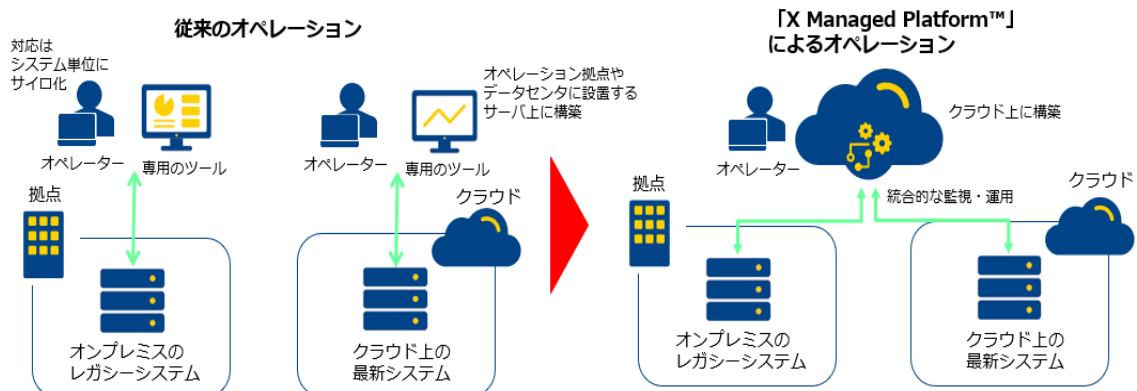 従来のオペレーション
対応は
システム単位に
サイロ化
オペレーター
専用のツール
オペレーション拠点や
データセンタに設置する
サーバ上に構築
オペレーター
専用のツール
拠点
クラウド
オンプレミスの
レガシーシステム
クラウド上の
最新システム
「X Managed Platform™」
によるオペレーション
クラウド上に構築
オペレーター
統合的な監視・運用
拠点
クラウド
オンプレミスの
レガシーシステム
クラウド上の
最新システム